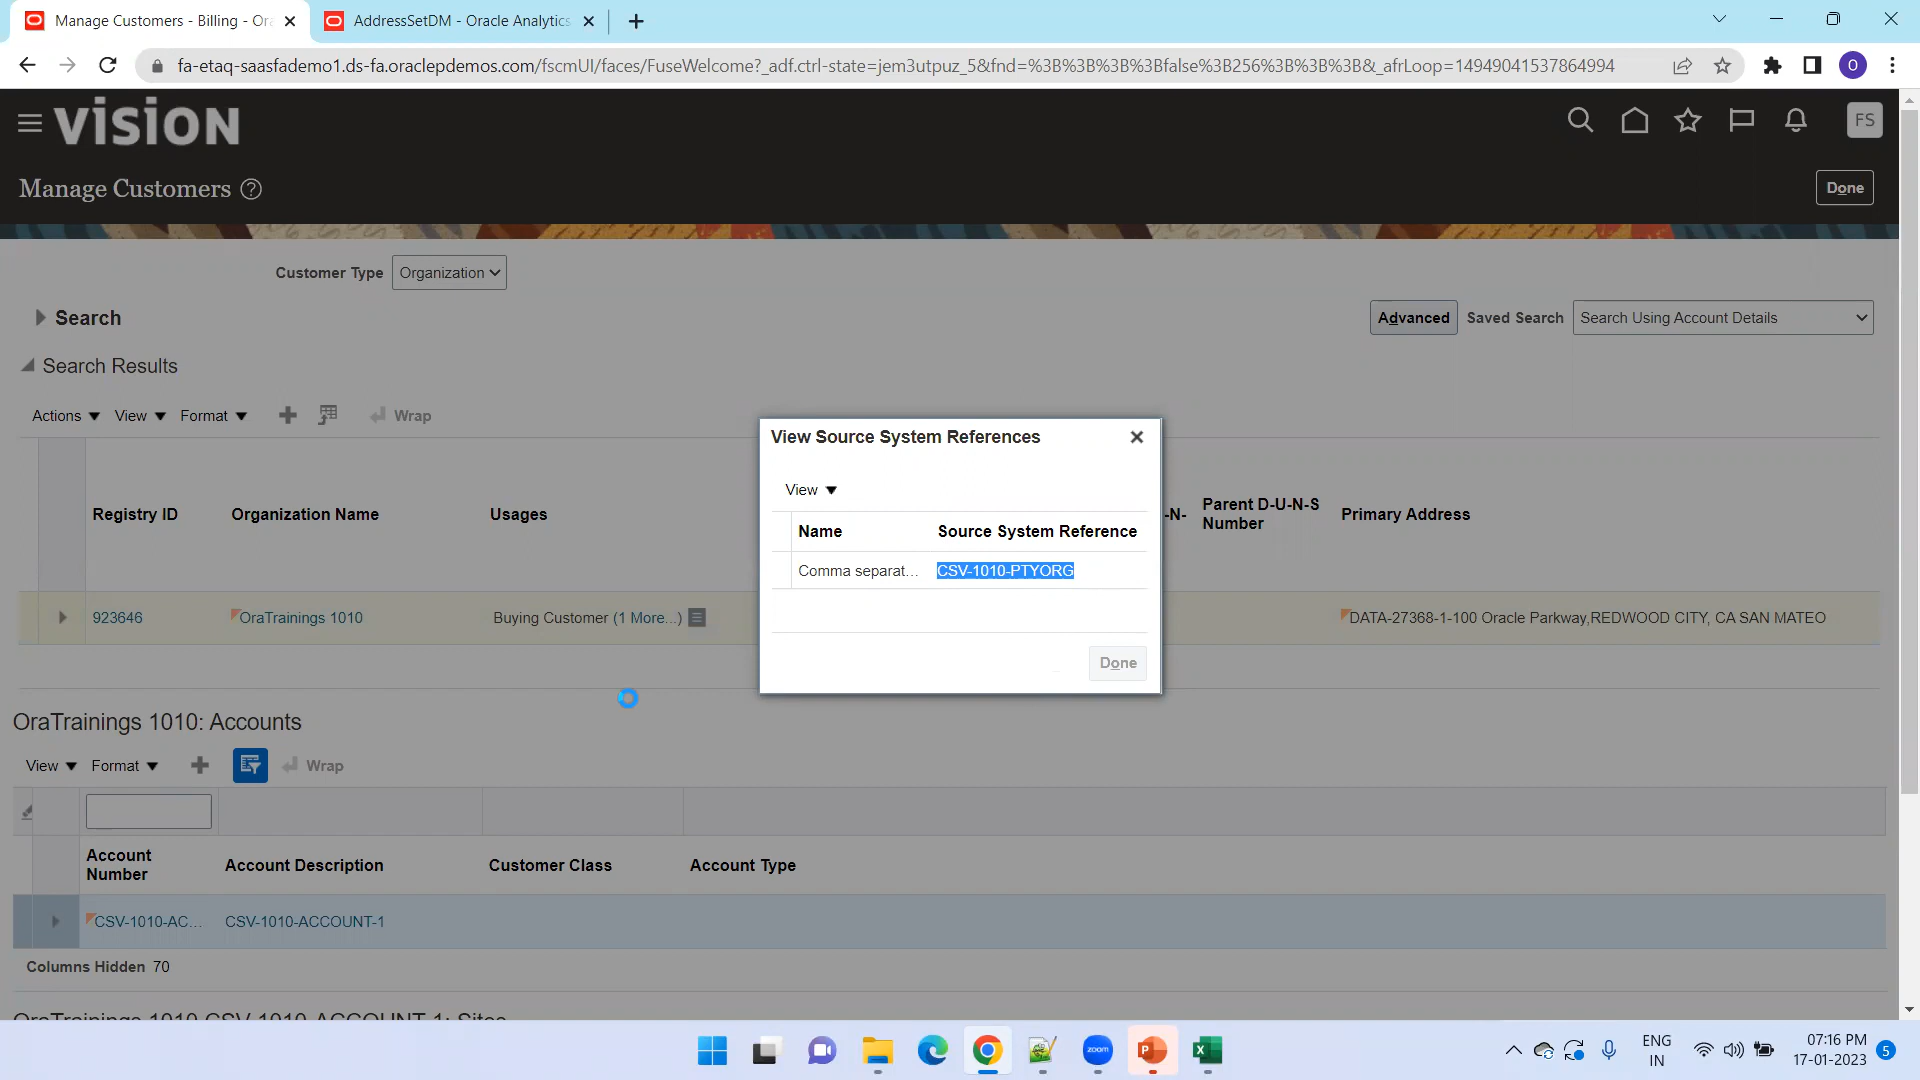 Manage Customers - Billing - Ora
AddressSetDM - Oracle Analytics
fa-etaq-saasfademo1.ds-fa.oraclepdemos.com/fscmUI/faces/FuseWelcome?_adf.ctrl-state=jem3utpuz_5&fnd=%3B%3B%3B%3Bfalse%3B256%3B%3B%3B&_afrLoop=14949041537864994
O
vision
FS
Manage Customers ?
Done
Customer Type Organization
Search
Advanced Saved Search Search Using Account Details
Search Results
Actions View Format Wrap
View Source System References
View
Name Source System Reference
Comma separat... CSV-1010-PTYORG
Done
Registry ID Organization Name Usages -N- Parent D-U-N-S Number Primary Address
923646 OraTrainings 1010 Buying Customer (1 More...) DATA-27368-1-100 Oracle Parkway,REDWOOD CITY, CA SAN MATEO
OraTrainings 1010: Accounts
View Format Wrap
Account Number Account Description Customer Class Account Type
CSV-1010-AC... CSV-1010-ACCOUNT-1
Columns Hidden 70
OraTrainings 1010 CSV-1010-ACCOUNT-1: Sites
zoom
ENG
IN
07:16 PM
17-01-2023
5